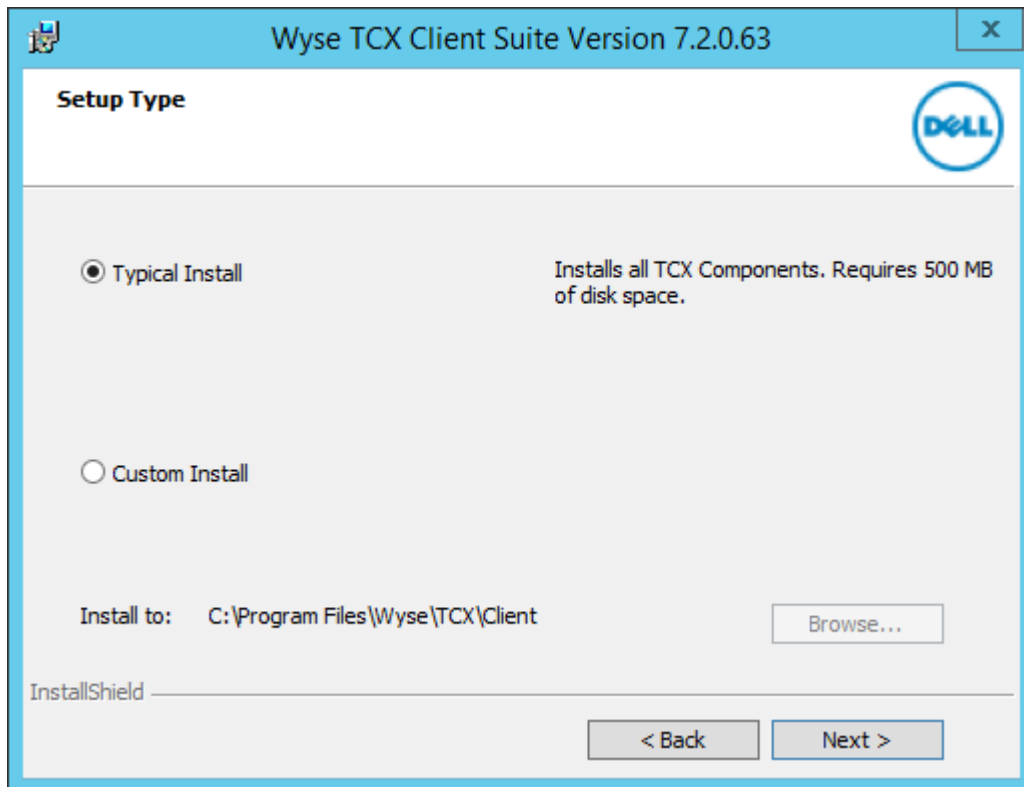 Wyse TCX Client Suite Version 7.2.0.63
x
Setup Type
DELL
Typical Install
Installs all TCX Components. Requires 500 MB
of disk space.
Custom Install
Install to: C:\Program Files\Wyse\TCX\Client
Browse...
InstallShield
< Back
Next >